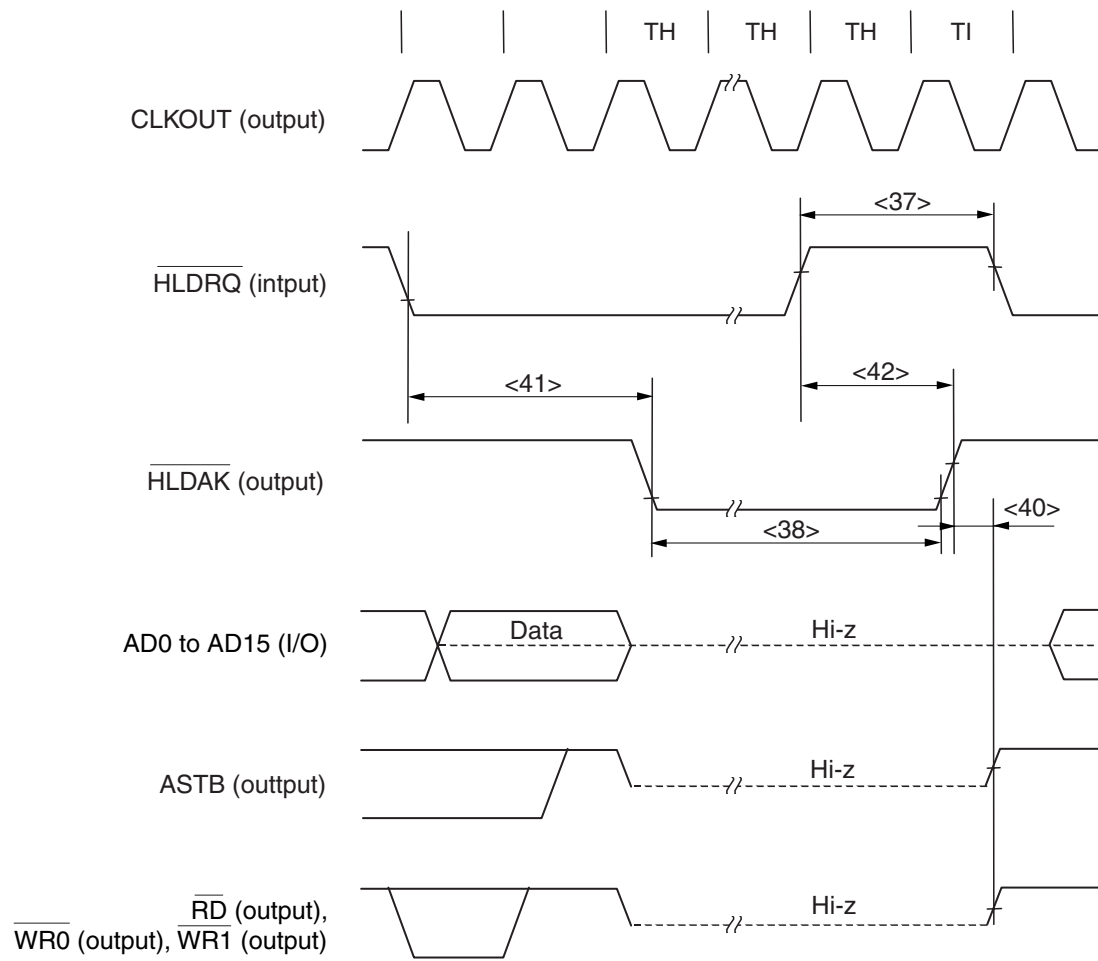 TH TH TH TI
CLKOUT (output)
<37>
HLDRQ (intput)
<41> <42>
HLDAK (output)
<38> <40>
AD0 to AD15 (I/O) Data Hi-z
ASTB (outtput) Hi-z
RD (output), Hi-z
WR0 (output), WR1 (output)